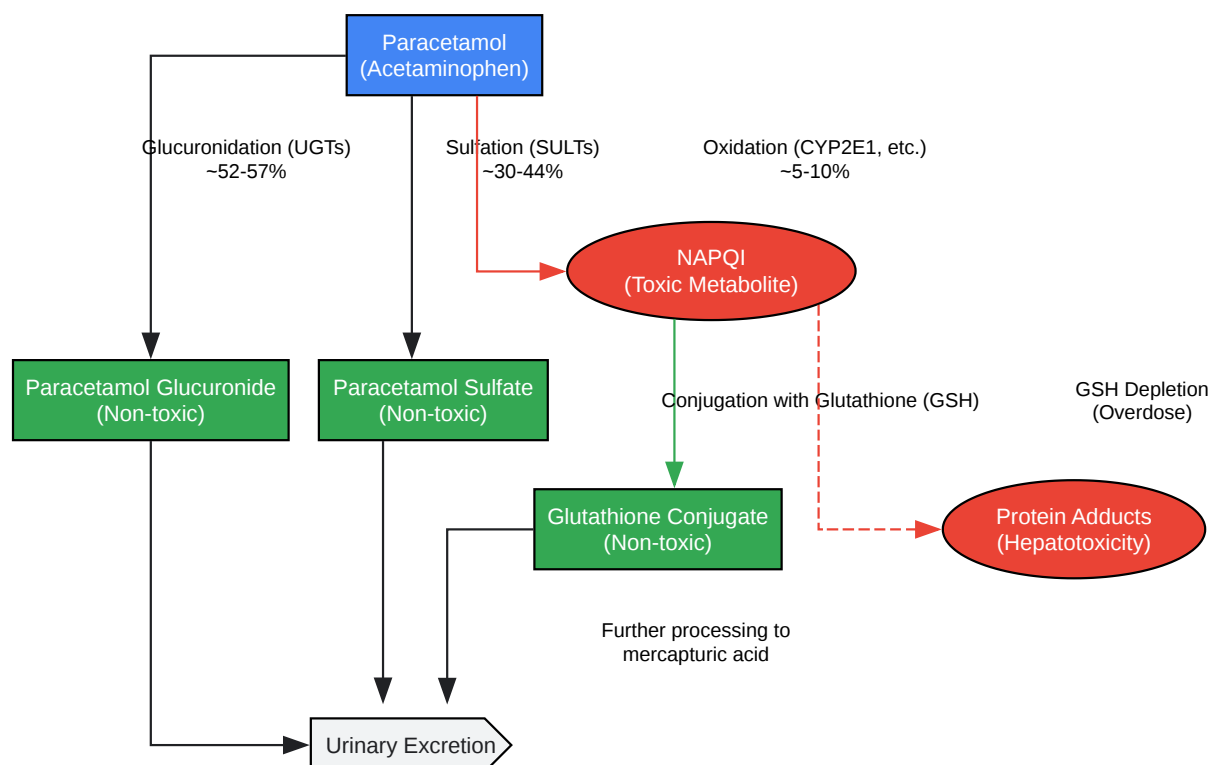 Paracetamol
(Acetaminophen)
Glucuronidation (UGTs)
~52-57%
Sulfation (SULTs)
~30-44%
Oxidation (CYP2E1, etc.)
~5-10%
NAPQI
(Toxic Metabolite)
Paracetamol Glucuronide
(Non-toxic)
Paracetamol Sulfate
(Non-toxic)
Conjugation with Glutathione (GSH)
GSH Depletion
(Overdose)
Glutathione Conjugate
(Non-toxic)
Protein Adducts
(Hepatotoxicity)
Further processing to
mercapturic acid
Urinary Excretion